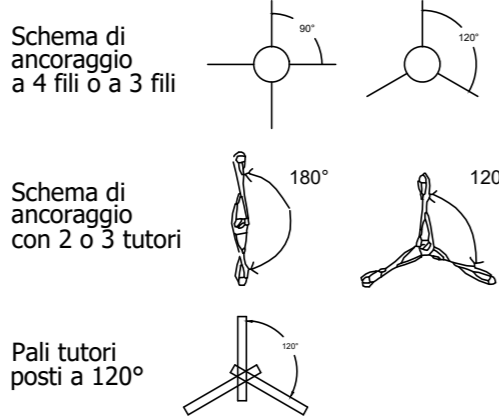 Schema di
ancoraggio
a 4 fili o a 3 fili
90°
120°
Schema di
ancoraggio
con 2 o 3 tutori
180°
120
Pali tutori
posti a 120°
120°